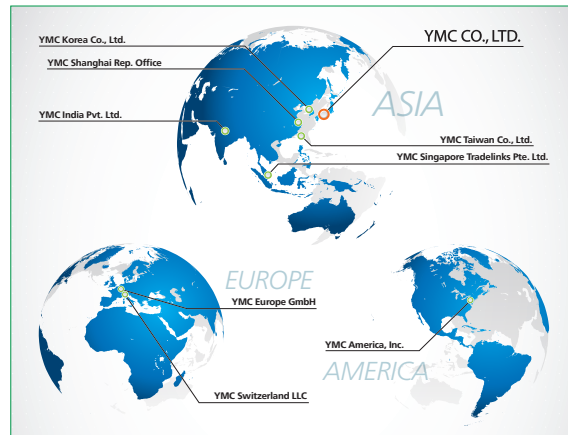 YMC Korea Co., Ltd.
YMC CO., LTD.
YMC Shanghai Rep. Office
ASIA
YMC India Pvt. Ltd.
YMC Taiwan Co., Ltd.
YMC Singapore Tradelinks Pte. Ltd.
EUROPE
YMC Europe GmbH
YMC America, Inc.
AMERICA
YMC Switzerland LLC